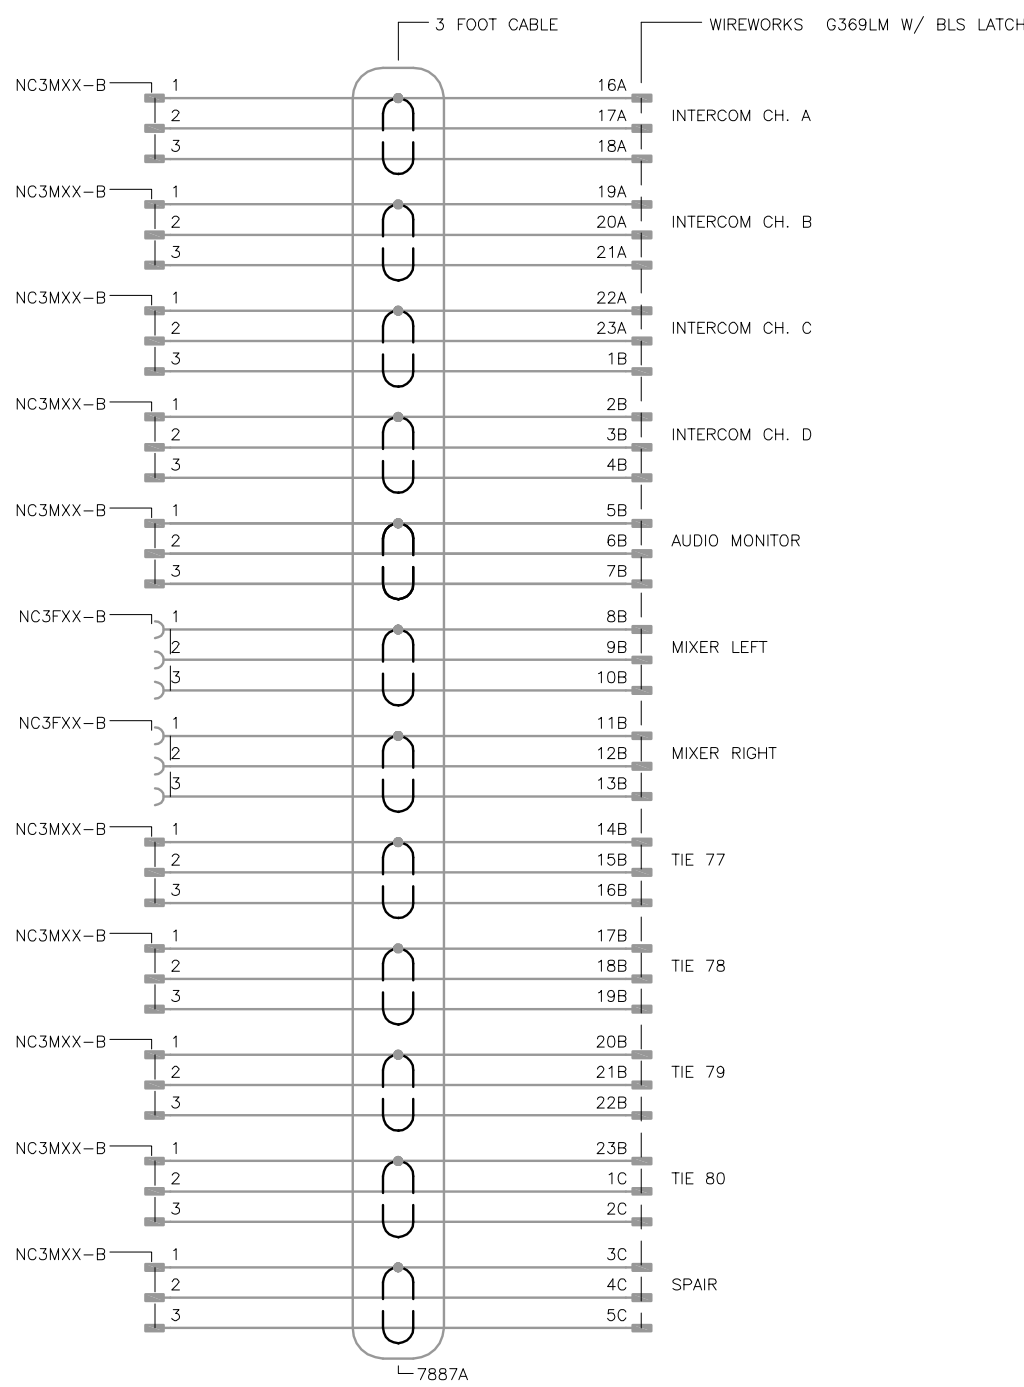 3 FOOT CABLE
WIREWORKS G369LM W/ BLS LATCH
NC3MXX-B 1 16A
2 17A INTERCOM CH. A
3 18A
NC3MXX-B 1 19A
2 20A INTERCOM CH. B
3 21A
NC3MXX-B 1 22A
2 23A INTERCOM CH. C
3 1B
NC3MXX-B 1 2B
2 3B INTERCOM CH. D
3 4B
NC3MXX-B 1 5B
2 6B AUDIO MONITOR
3 7B
NC3FXX-B 1 8B
2 9B MIXER LEFT
3 10B
NC3FXX-B 1 11B
2 12B MIXER RIGHT
3 13B
NC3MXX-B 1 14B
2 15B TIE 77
3 16B
NC3MXX-B 1 17B
2 18B TIE 78
3 19B
NC3MXX-B 1 20B
2 21B TIE 79
3 22B
NC3MXX-B 1 23B
2 1C TIE 80
3 2C
NC3MXX-B 1 3C
2 4C SPAIR
3 5C
7887A